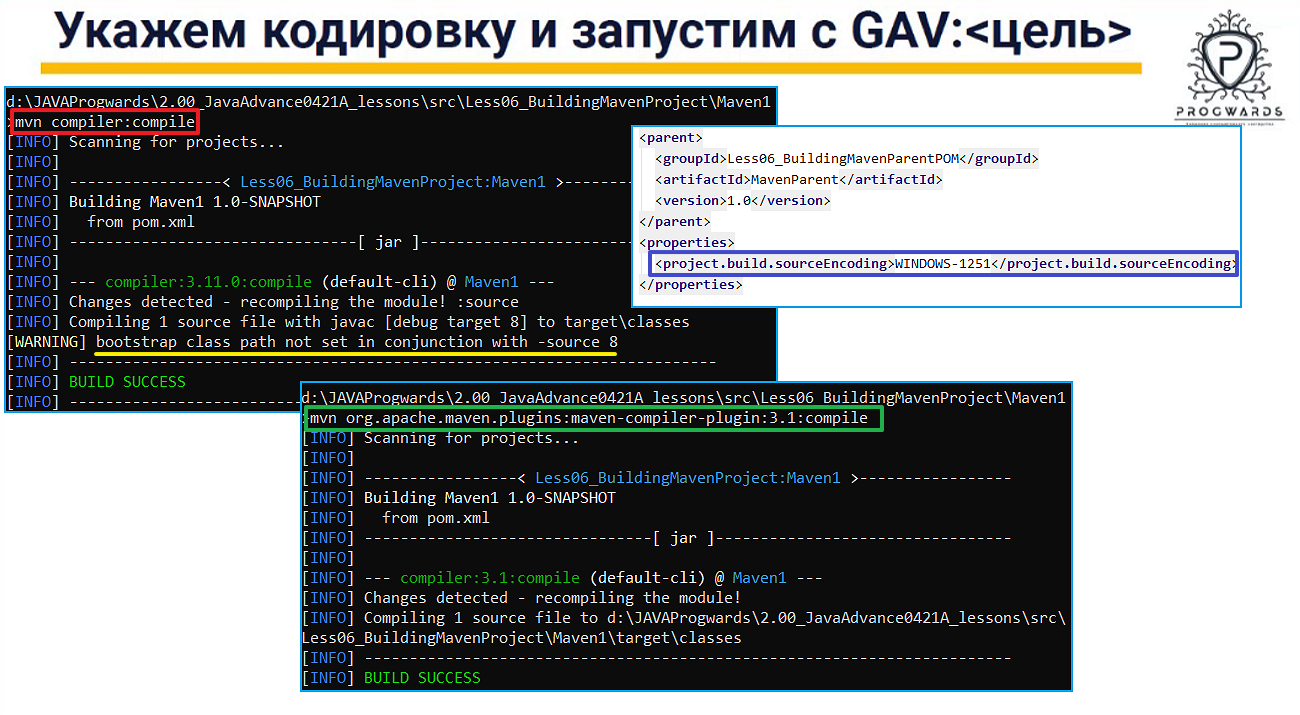 Укажем кодировку и запустим с GAV:<цель>
PROGWARDS
d:\JAVAProgwards\2.00_JavaAdvance0421A_lessons\src\Less06_BuildingMavenProject\Maven1
>mvn compiler:compile
[INFO] Scanning for projects...
[INFO]
[INFO] ----------------< Less06_BuildingMavenProject:Maven1 >-------
[INFO] Building Maven1 1.0-SNAPSHOT
[INFO]   from pom.xml
[INFO] --------------------------------[ jar ]----------------------
[INFO]
[INFO] --- compiler:3.11.0:compile (default-cli) @ Maven1 ---
[INFO] Changes detected - recompiling the module! :source
[INFO] Compiling 1 source file with javac [debug target 8] to target\classes
[WARNING] bootstrap class path not set in conjunction with -source 8
[INFO] ------------------------------------------------------------------------
[INFO] BUILD SUCCESS
[INFO] -------------------------
<parent>
  <groupId>Less06_BuildingMavenParentPOM</groupId>
  <artifactId>MavenParent</artifactId>
  <version>1.0</version>
</parent>
<properties>
  <project.build.sourceEncoding>WINDOWS-1251</project.build.sourceEncoding>
</properties>
d:\JAVAProgwards\2.00_JavaAdvance0421A_lessons\src\Less06_BuildingMavenProject\Maven1
>mvn org.apache.maven.plugins:maven-compiler-plugin:3.1:compile
[INFO] Scanning for projects...
[INFO]
[INFO] -----------------< Less06_BuildingMavenProject:Maven1 >-----------------
[INFO] Building Maven1 1.0-SNAPSHOT
[INFO]   from pom.xml
[INFO] --------------------------------[ jar ]---------------------------------
[INFO]
[INFO] --- compiler:3.1:compile (default-cli) @ Maven1 ---
[INFO] Changes detected - recompiling the module!
[INFO] Compiling 1 source file to d:\JAVAProgwards\2.00_JavaAdvance0421A_lessons\src\
Less06_BuildingMavenProject\Maven1\target\classes
[INFO] ------------------------------------------------------------------------
[INFO] BUILD SUCCESS